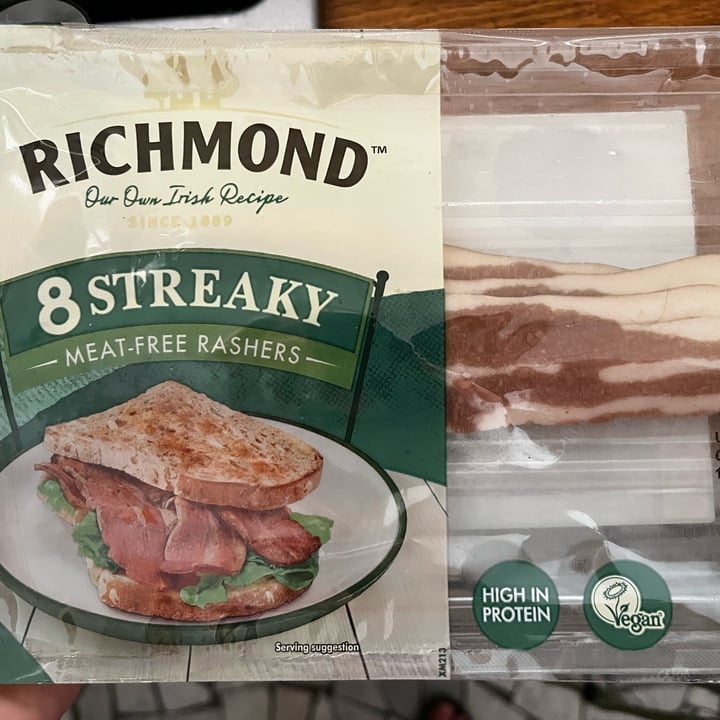 RICHMOND™
Our Own Irish Recipe
SINCE 1889
8 STREAKY
MEAT-FREE RASHERS
Serving suggestion
XM213
HIGH IN
PROTEIN
Vegan